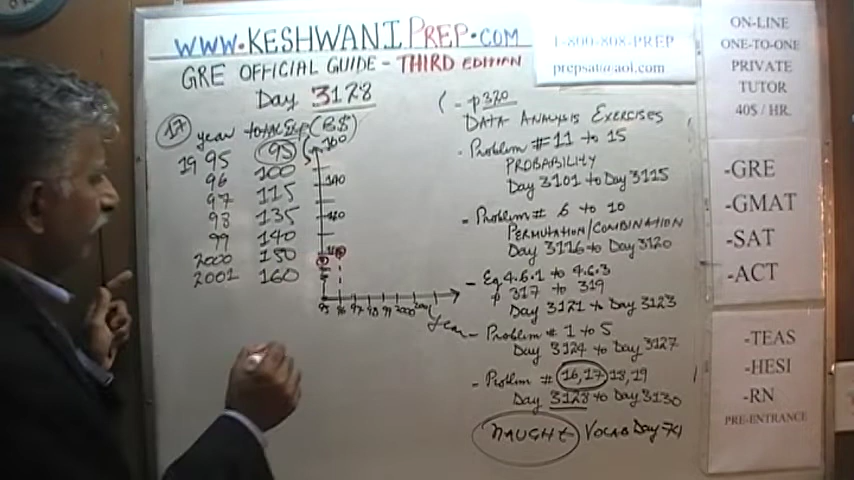 WWW.KESHWANIPREP.COM
GRE OFFICIAL GUIDE - THIRD EDITION
Day 3128
17
year TOTAL Exp (B$)
1995 95
96 100
97 115
98 135
99 140
2000 150
2001 160
160
140
95 96 97 98 99 2000 2001
year
1-800-808-PREP
prepsat@aol.com
( - p320
DATA ANALYSIS EXERCISES
- Problem #11 to 15
PROBABILITY
Day 3101 to Day 3115
- Problem # 6 to 10
PERMUTATION/COMBINATION
Day 3116 to Day 3120
- Eg 4.6.1 to 4.6.3
p 317 to 319
Day 3121 to Day 3123
- Problem # 1 to 5
Day 3124 to Day 3127
- Problem # 16,17 18,19
Day 3128 to Day 3130
NAUGHT VOCAB Day
ON-LINE
ONE-TO-ONE
PRIVATE
TUTOR
40$ / HR.
-GRE
-GMAT
-SAT
-ACT
-TEAS
-HESI
-RN
PRE-ENTRANCE